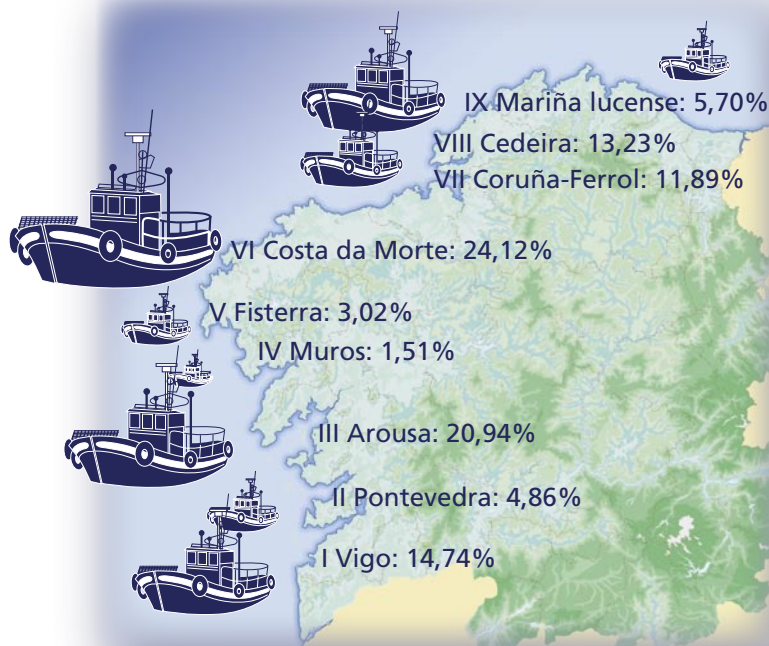 IX Mariña lucense: 5,70%
VIII Cedeira: 13,23%
VII Coruña-Ferrol: 11,89%
VI Costa da Morte: 24,12%
V Fisterra: 3,02%
IV Muros: 1,51%
III Arousa: 20,94%
II Pontevedra: 4,86%
I Vigo: 14,74%